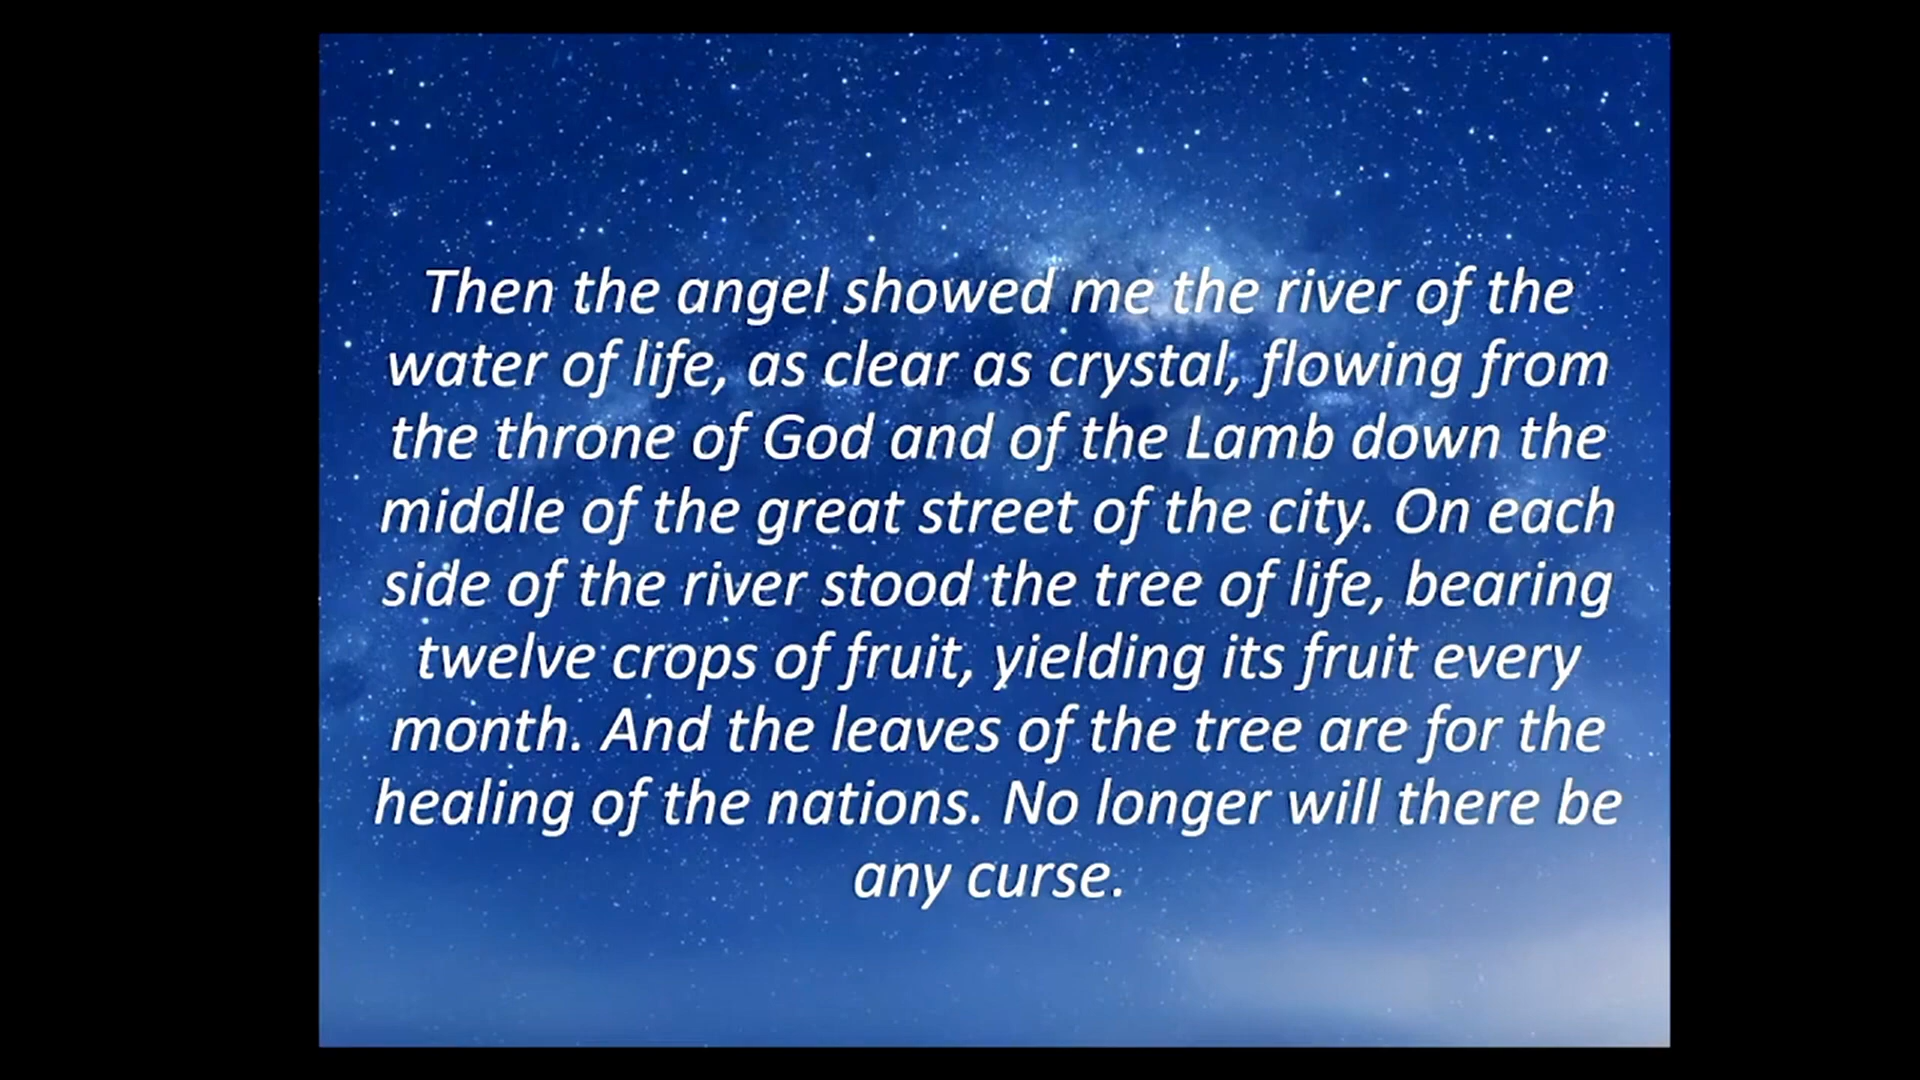 Then the angel showed me the river of the
water of life, as clear as crystal, flowing from
the throne of God and of the Lamb down the
middle of the great street of the city. On each
side of the river stood the tree of life, bearing
twelve crops of fruit, yielding its fruit every
month. And the leaves of the tree are for the
healing of the nations. No longer will there be
any curse.